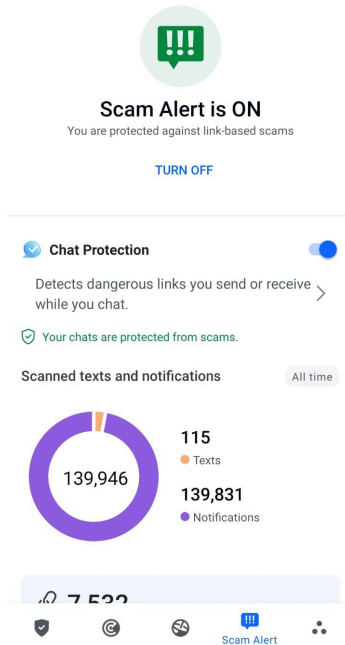 Scam Alert is ON
You are protected against link-based scams
TURN OFF
Chat Protection
Detects dangerous links you send or receive
while you chat.
Your chats are protected from scams.
Scanned texts and notifications
All time
115
Texts
139,946
139,831
Notifications
7,532
Scam Alert